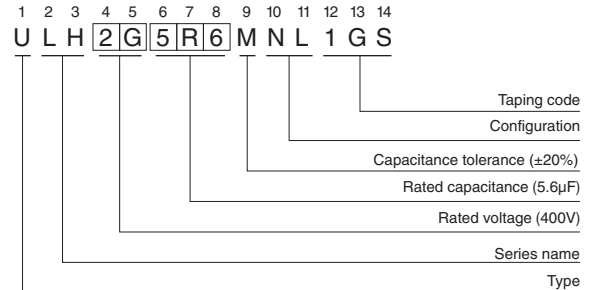 1 2 3 4 5 6 7 8 9 10 11 12 13 14
U L H 2 G 5 R 6 M N L 1 G S
Taping code
Configuration
Capacitance tolerance (±20%)
Rated capacitance (5.6µF)
Rated voltage (400V)
Series name
Type